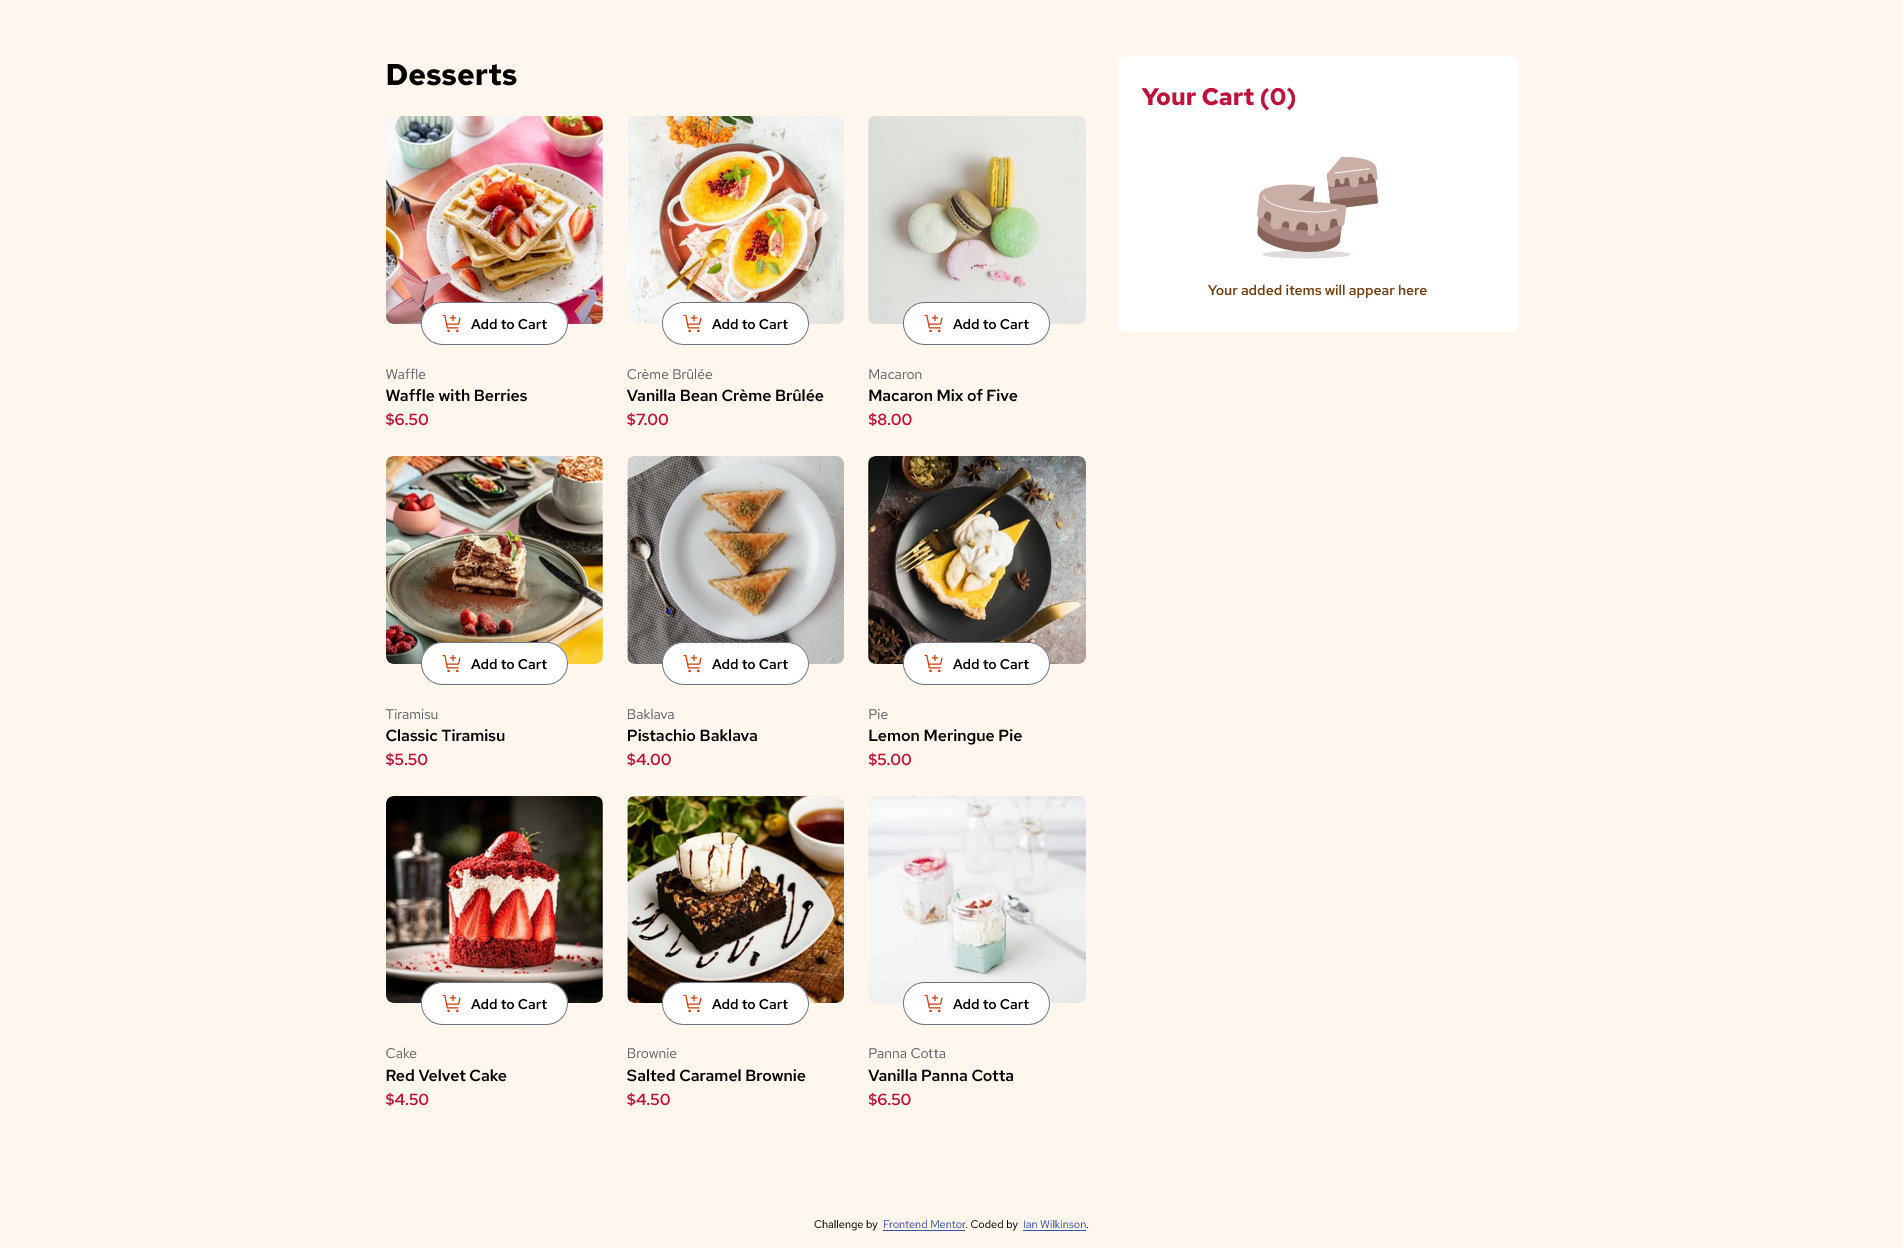 Desserts
Your Cart (0)
Your added items will appear here
Add to Cart
Add to Cart
Add to Cart
Waffle
Waffle with Berries
$6.50
Crème Brûlée
Vanilla Bean Crème Brûlée
$7.00
Macaron
Macaron Mix of Five
$8.00
Add to Cart
Add to Cart
Add to Cart
Tiramisu
Classic Tiramisu
$5.50
Baklava
Pistachio Baklava
$4.00
Pie
Lemon Meringue Pie
$5.00
Add to Cart
Add to Cart
Add to Cart
Cake
Red Velvet Cake
$4.50
Brownie
Salted Caramel Brownie
$4.50
Panna Cotta
Vanilla Panna Cotta
$6.50
Challenge by Frontend Mentor. Coded by Ian Wilkinson.